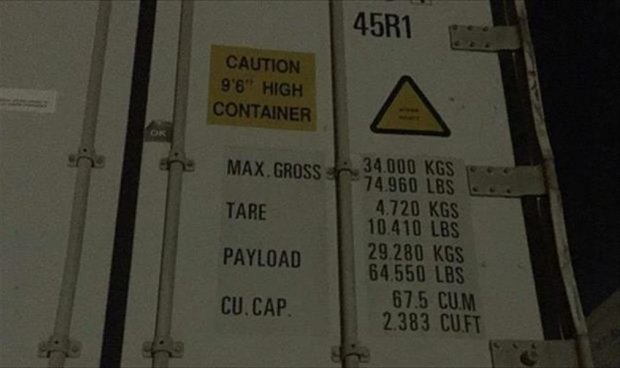 45R1
CAUTION
9'6" HIGH
CONTAINER
OK
MAX. GROSS 34.000 KGS
74.960 LBS
TARE 4.720 KGS
10.410 LBS
PAYLOAD 29.280 KGS
64.550 LBS
CU. CAP. 67.5 CU.M
2.383 CU.FT